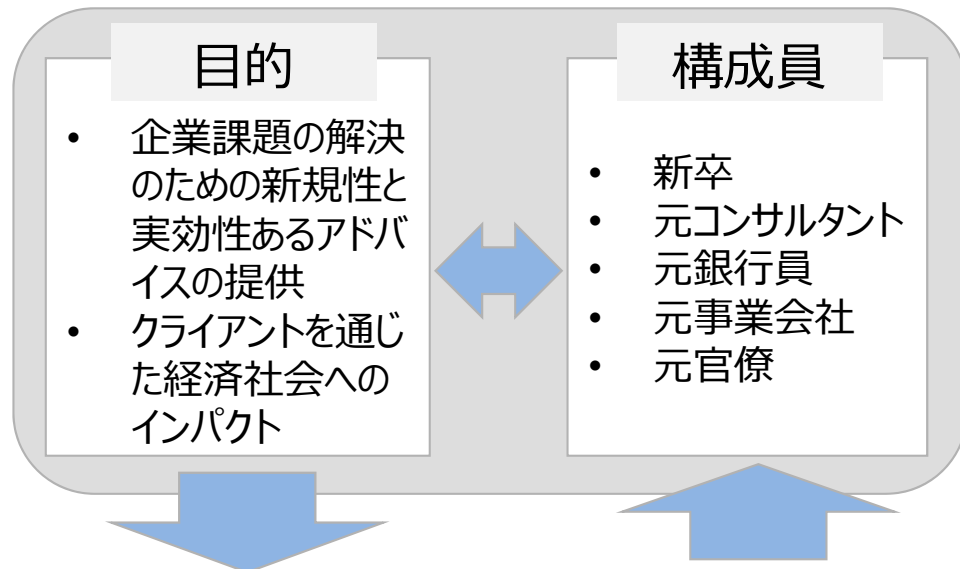 目的
• 企業課題の解決
のための新規性と
実効性あるアドバ
イスの提供
• クライアントを通じ
た経済社会への
インパクト
構成員
• 新卒
• 元コンサルタント
• 元銀行員
• 元事業会社
• 元官僚